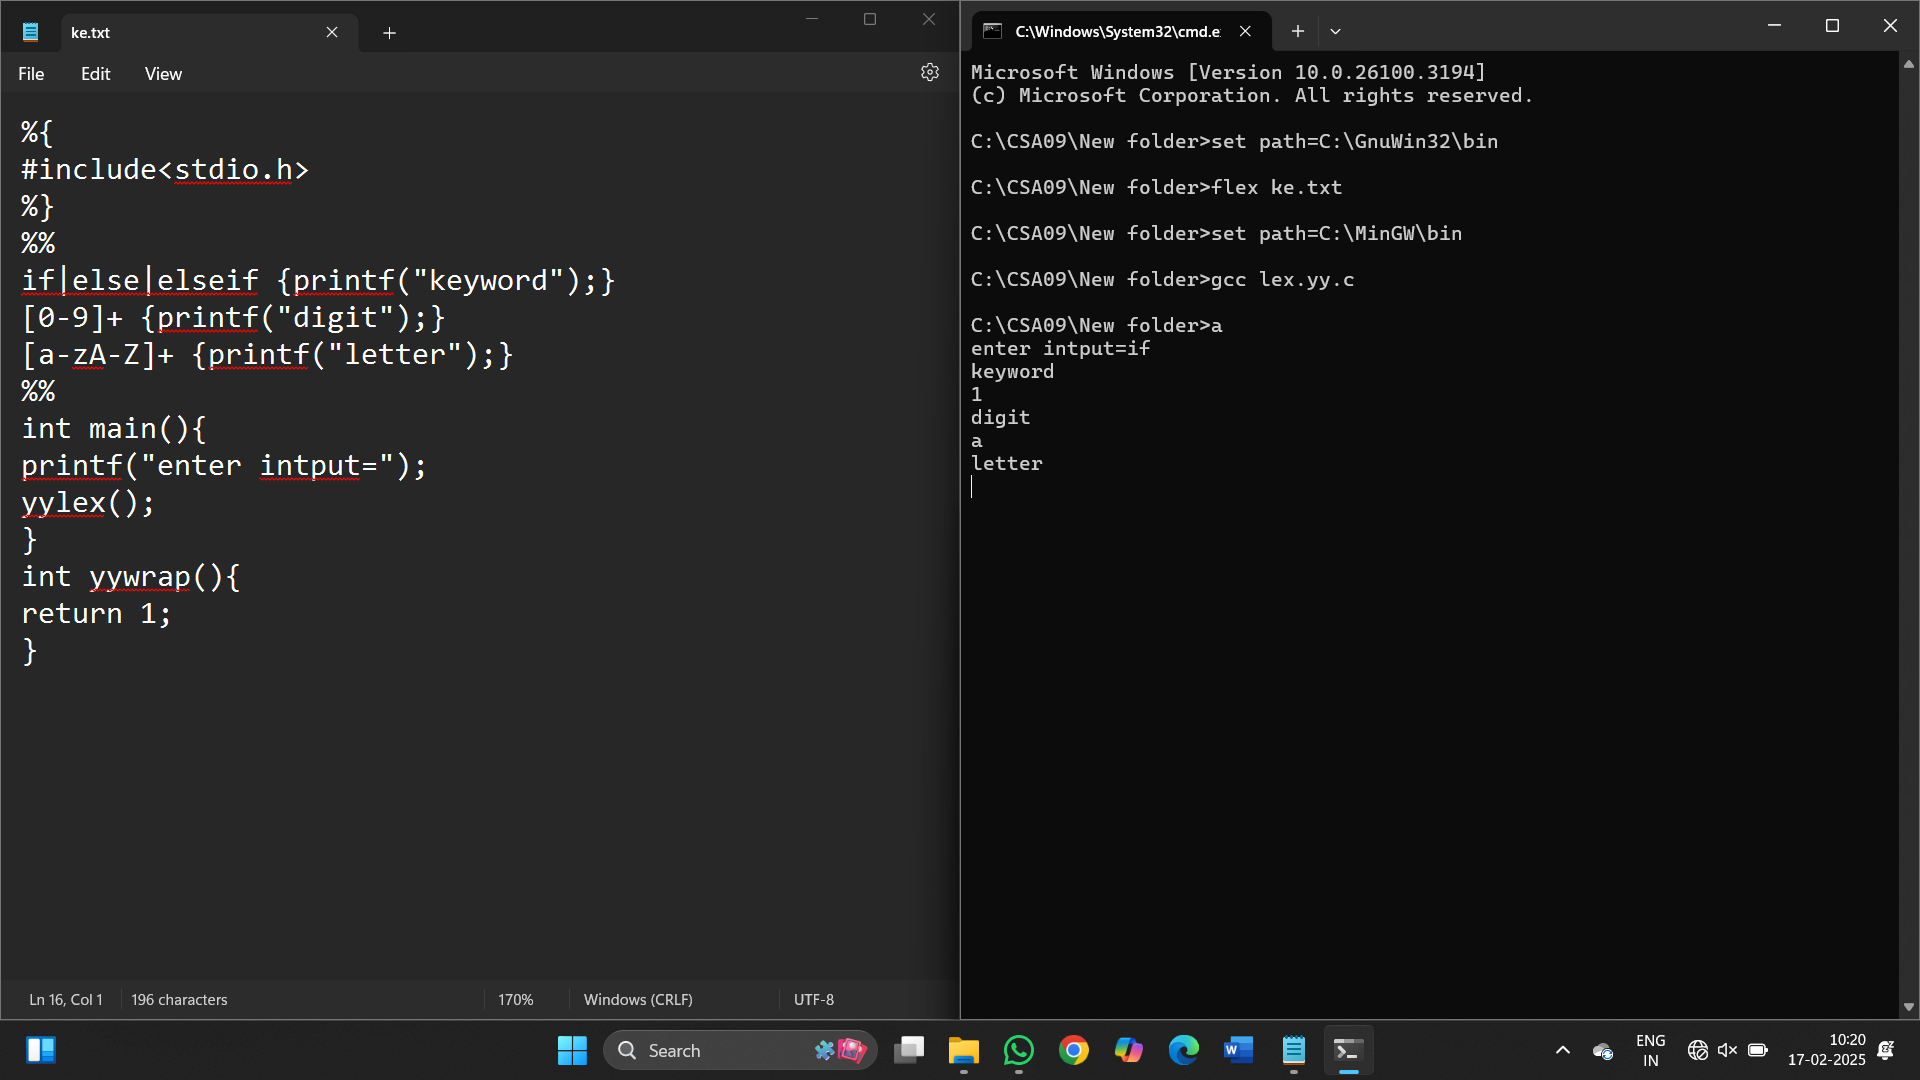 ke.txt
File Edit View
%{
#include<stdio.h>
%}
%%
if|else|elseif {printf("keyword");}
[0-9]+ {printf("digit");}
[a-zA-Z]+ {printf("letter");}
%%
int main(){
printf("enter intput=");
yylex();
}
int yywrap(){
return 1;
}
Ln 16, Col 1 196 characters 170% Windows (CRLF) UTF-8
C:\Windows\System32\cmd.e
Microsoft Windows [Version 10.0.26100.3194]
(c) Microsoft Corporation. All rights reserved.
C:\CSA09\New folder>set path=C:\GnuWin32\bin
C:\CSA09\New folder>flex ke.txt
C:\CSA09\New folder>set path=C:\MinGW\bin
C:\CSA09\New folder>gcc lex.yy.c
C:\CSA09\New folder>a
enter intput=if
keyword
1
digit
a
letter
Search
ENG
IN
10:20
17-02-2025